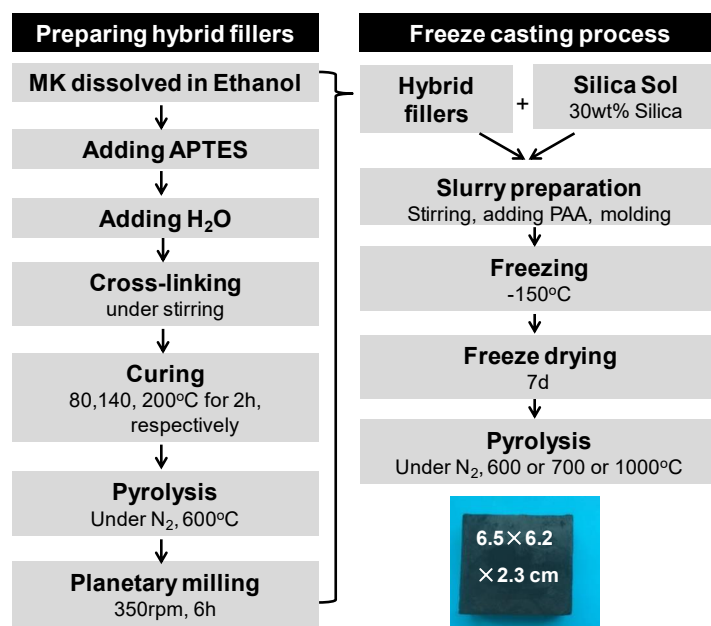 Preparing hybrid fillers
MK dissolved in Ethanol
Adding APTES
Adding H₂O
Cross-linking
under stirring
Curing
80,140, 200ºC for 2h,
respectively
Pyrolysis
Under N₂, 600ºC
Planetary milling
350rpm, 6h
Freeze casting process
Hybrid
fillers
+
Silica Sol
30wt% Silica
Slurry preparation
Stirring, adding PAA, molding
Freezing
-150ºC
Freeze drying
7d
Pyrolysis
Under N₂, 600 or 700 or 1000ºC
6.5×6.2
×2.3 cm